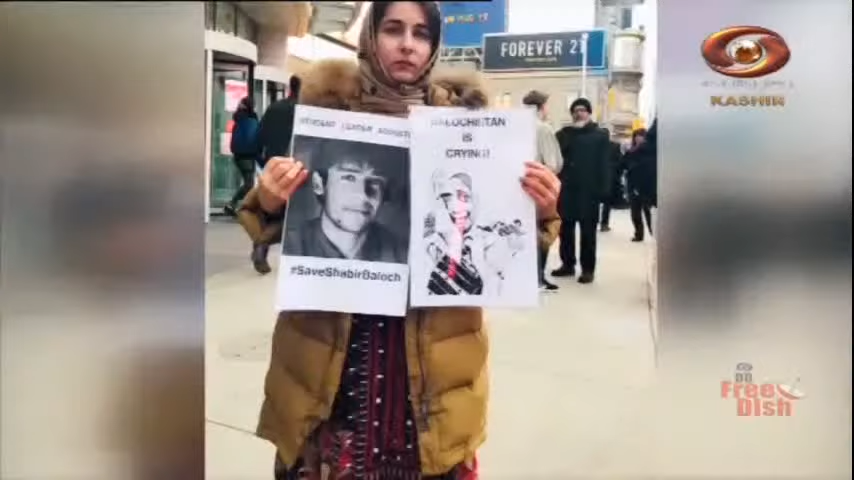 FOREVER 21
KASHIR
STUDENT LEADER
BALOCHISTAN
IS
CRYING!
#SaveShabirBaloch
DD
Free
Dish